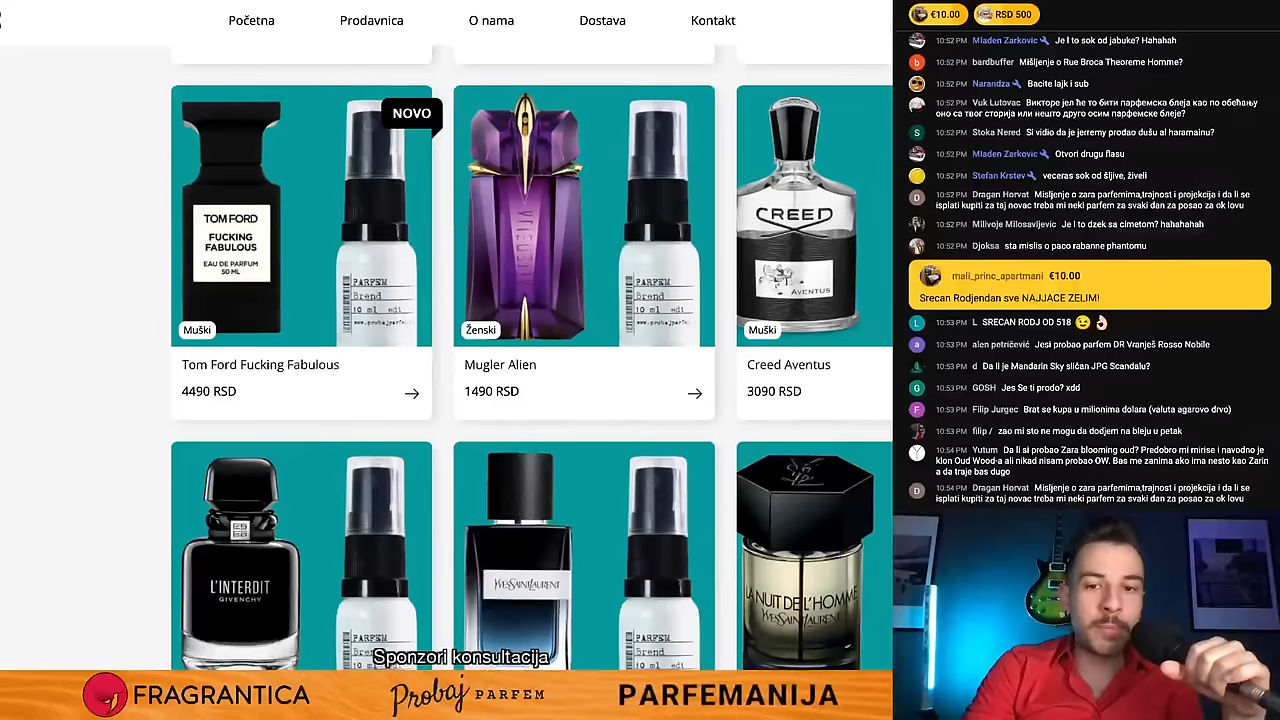 Početna
Prodavnica
O nama
Dostava
Kontakt
NOVO
TOM FORD
FUCKING
FABULOUS
EAU DE PARFUM
50 ML
PARFEM
Brend
Muški
Tom Ford Fucking Fabulous
4490 RSD
PARFEM
Brend
Ženski
Mugler Alien
1490 RSD
CREED
AVENTUS
Muški
Creed Aventus
3090 RSD
L'INTERDIT
GIVENCHY
PARFEM
Brend
YVESSAINTLAURENT
PARFEM
Brend
LA NUIT DE L'HOMME
YVESSAINTLAURENT
Sponzori konsultacija
FRAGRANTICA
Probaj PARFEM
PARFEMANIJA
€10.00
RSD 500
10:52 PM Mladen Zarkovic Je l to sok od jabuke? Hahahah
b
10:52 PM bardbuffer Mišljenje o Rue Broca Theoreme Homme?
10:52 PM Narandza Bacite lajk i sub
10:52 PM Vuk Lutovac Викторе јел ће то бити парфемска блеја као по обећању
оно са твог сторија или нешто друго осим парфемске блеје?
S
10:52 PM Stoka Nered Si vidio da je jerremy prodao dušu al haramainu?
10:52 PM Mladen Zarkovic Otvori drugu flasu
10:52 PM Stefan Krstev veceras sok od šljive, živeli
D
10:52 PM Dragan Horvat Misljenje o zara parfemima,trajnost i projekcija i da li se
isplati kupiti za taj novac treba mi neki parfem za svaki dan za posao za ok lovu
10:52 PM Milivoje Milosavljevic Je l to dzek sa cimetom? hahahahah
10:52 PM Djoksa sta mislis o paco rabanne phantomu
mali_princ_apartmani €10.00
Srecan Rodjendan sve NAJJACE ZELIM!
L
10:53 PM L SRECAN RODJ OD 518 😉 👌🏻
a
10:53 PM alen petričević Jesi probao parfem DR Vranješ Rosso Nobile
10:53 PM d Da li je Mandarin Sky sličan JPG Scandalu?
G
10:53 PM GOSH Jes Se ti prodo? xdd
F
10:53 PM Filip Jurgec Brat se kupa u milionima dolara (valuta agarovo drvo)
10:53 PM filip / zao mi sto ne mogu da dodjem na bleju u petak
Y
10:54 PM Yutum Da li si probao Zara blooming oud? Predobro mi mirise i navodno je
klon Oud Wood-a ali nikad nisam probao OW. Bas me zanima ako ima nesto kao Zarin
a da traje bas dugo
D
10:54 PM Dragan Horvat Misljenje o zara parfemima,trajnost i projekcija i da li se
isplati kupiti za taj novac treba mi neki parfem za svaki dan za posao za ok lovu